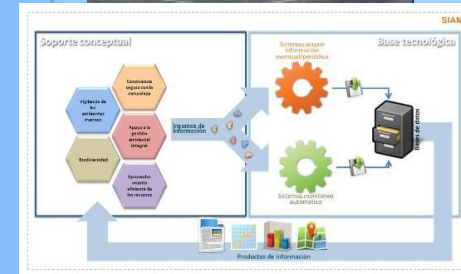 SIAM
Soporte conceptual
Base tecnológica
Sistemas acopio
información
eventual/periódica
Convivencia
segura con la
naturaleza
Vigilancia de
los
ambientes
marinos
Apoyo a la
gestión
ambiental
integral
Biodiversidad
Aprovecha-
miento
eficiente de
los recursos
Insumos de
información
Bases de datos
Sistemas monitoreo
automático
Productos de información